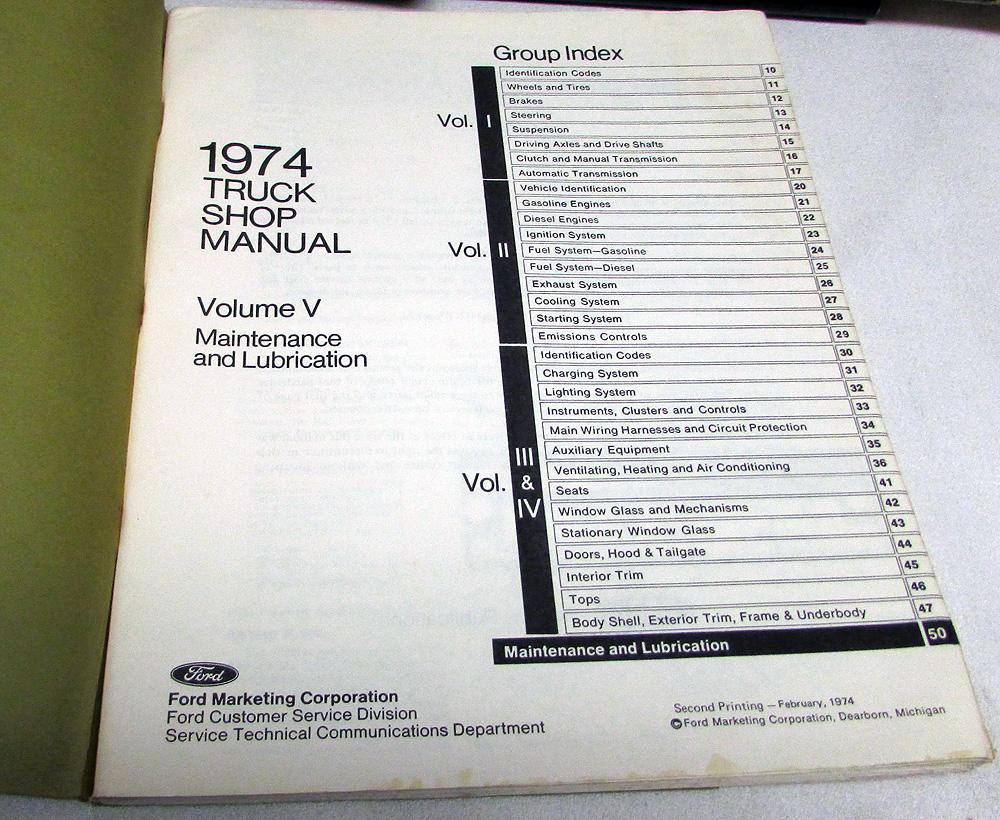 1974
TRUCK
SHOP
MANUAL
Volume V
Maintenance
and Lubrication
Group Index
Vol. I
Identification Codes 10
Wheels and Tires 11
Brakes 12
Steering 13
Suspension 14
Driving Axles and Drive Shafts 15
Clutch and Manual Transmission 16
Automatic Transmission 17
Vol. II
Vehicle Identification 20
Gasoline Engines 21
Diesel Engines 22
Ignition System 23
Fuel System—Gasoline 24
Fuel System—Diesel 25
Exhaust System 26
Cooling System 27
Starting System 28
Emissions Controls 29
Vol. III & IV
Identification Codes 30
Charging System 31
Lighting System 32
Instruments, Clusters and Controls 33
Main Wiring Harnesses and Circuit Protection 34
Auxiliary Equipment 35
Ventilating, Heating and Air Conditioning 36
Seats 41
Window Glass and Mechanisms 42
Stationary Window Glass 43
Doors, Hood & Tailgate 44
Interior Trim 45
Tops 46
Body Shell, Exterior Trim, Frame & Underbody 47
Maintenance and Lubrication 50
Ford
Ford Marketing Corporation
Ford Customer Service Division
Service Technical Communications Department
Second Printing — February, 1974
©Ford Marketing Corporation, Dearborn, Michigan